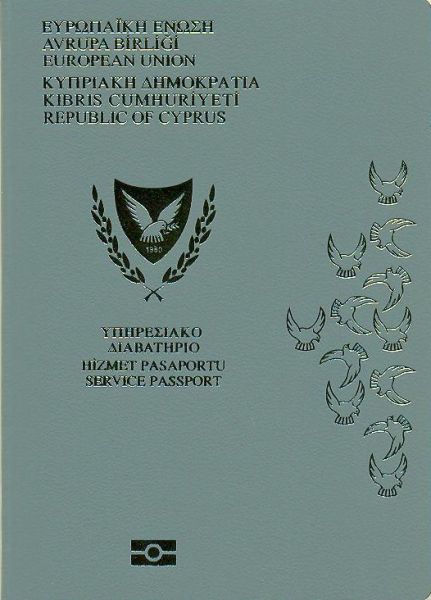 ΕΥΡΩΠΑΪΚΗ ΕΝΩΣΗ
AVRUPA BİRLİĞİ
EUROPEAN UNION
ΚΥΠΡΙΑΚΗ ΔΗΜΟΚΡΑΤΙΑ
KIBRIS CUMHURİYETİ
REPUBLIC OF CYPRUS
1960
ΥΠΗΡΕΣΙΑΚΟ
ΔΙΑΒΑΤΗΡΙΟ
HİZMET PASAPORTU
SERVICE PASSPORT